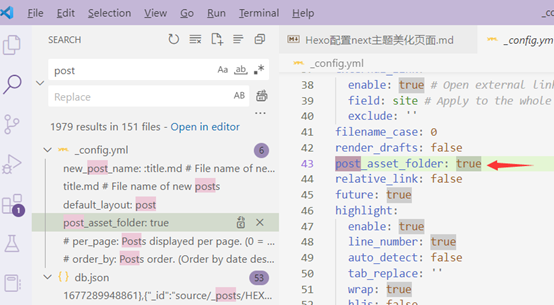 File Edit Selection View Go Run Terminal Help
SEARCH
post
Aa ab .*
Replace
AB
1979 results in 151 files - Open in editor
_config.yml 6
new_post_name: :title.md # File name of ne...
title.md # File name of new posts
default_layout: post
post_asset_folder: true
# per_page: Posts displayed per page. (0 = ...
# order_by: Posts order. (Order by date des...
db.json 53
1677289948861},{"_id":"source/_posts/HEX...
1
Hexo配置next主题美化页面.md
_config.ym
_config.yml
38 enable: true # Open external link
39 field: site # Apply to the whole
40 exclude: ''
41 filename_case: 0
42 render_drafts: false
43 post_asset_folder: true
44 relative_link: false
45 future: true
46 highlight:
47 enable: true
48 line_number: true
49 auto_detect: false
50 tab_replace: ''
51 wrap: true
52 hljs: false